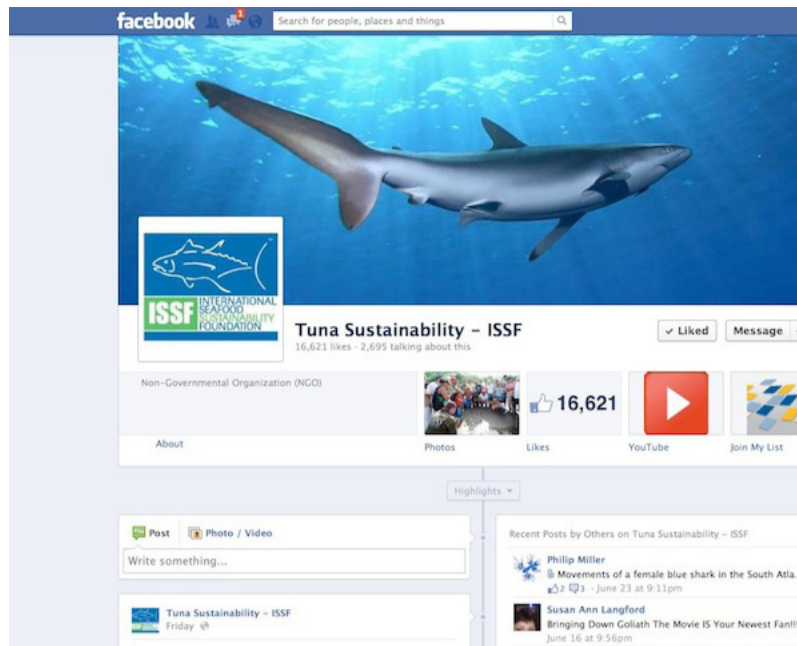 facebook
1
Search for people, places and things
ISSF
INTERNATIONAL
SEAFOOD
SUSTAINABILITY
FOUNDATION
Tuna Sustainability – ISSF
16,621 likes · 2,695 talking about this
✓ Liked
Message
Non-Governmental Organization (NGO)
16,621
About
Photos
Likes
YouTube
Join My List
Highlights
Post
Photo / Video
Write something...
Recent Posts by Others on Tuna Sustainability – ISSF
Philip Miller
Movements of a female blue shark in the South Atla...
2 3 · June 23 at 9:11pm
Susan Ann Langford
Bringing Down Goliath The Movie IS Your Newest Fan!!!
June 16 at 9:56pm
Tuna Sustainability – ISSF
Friday